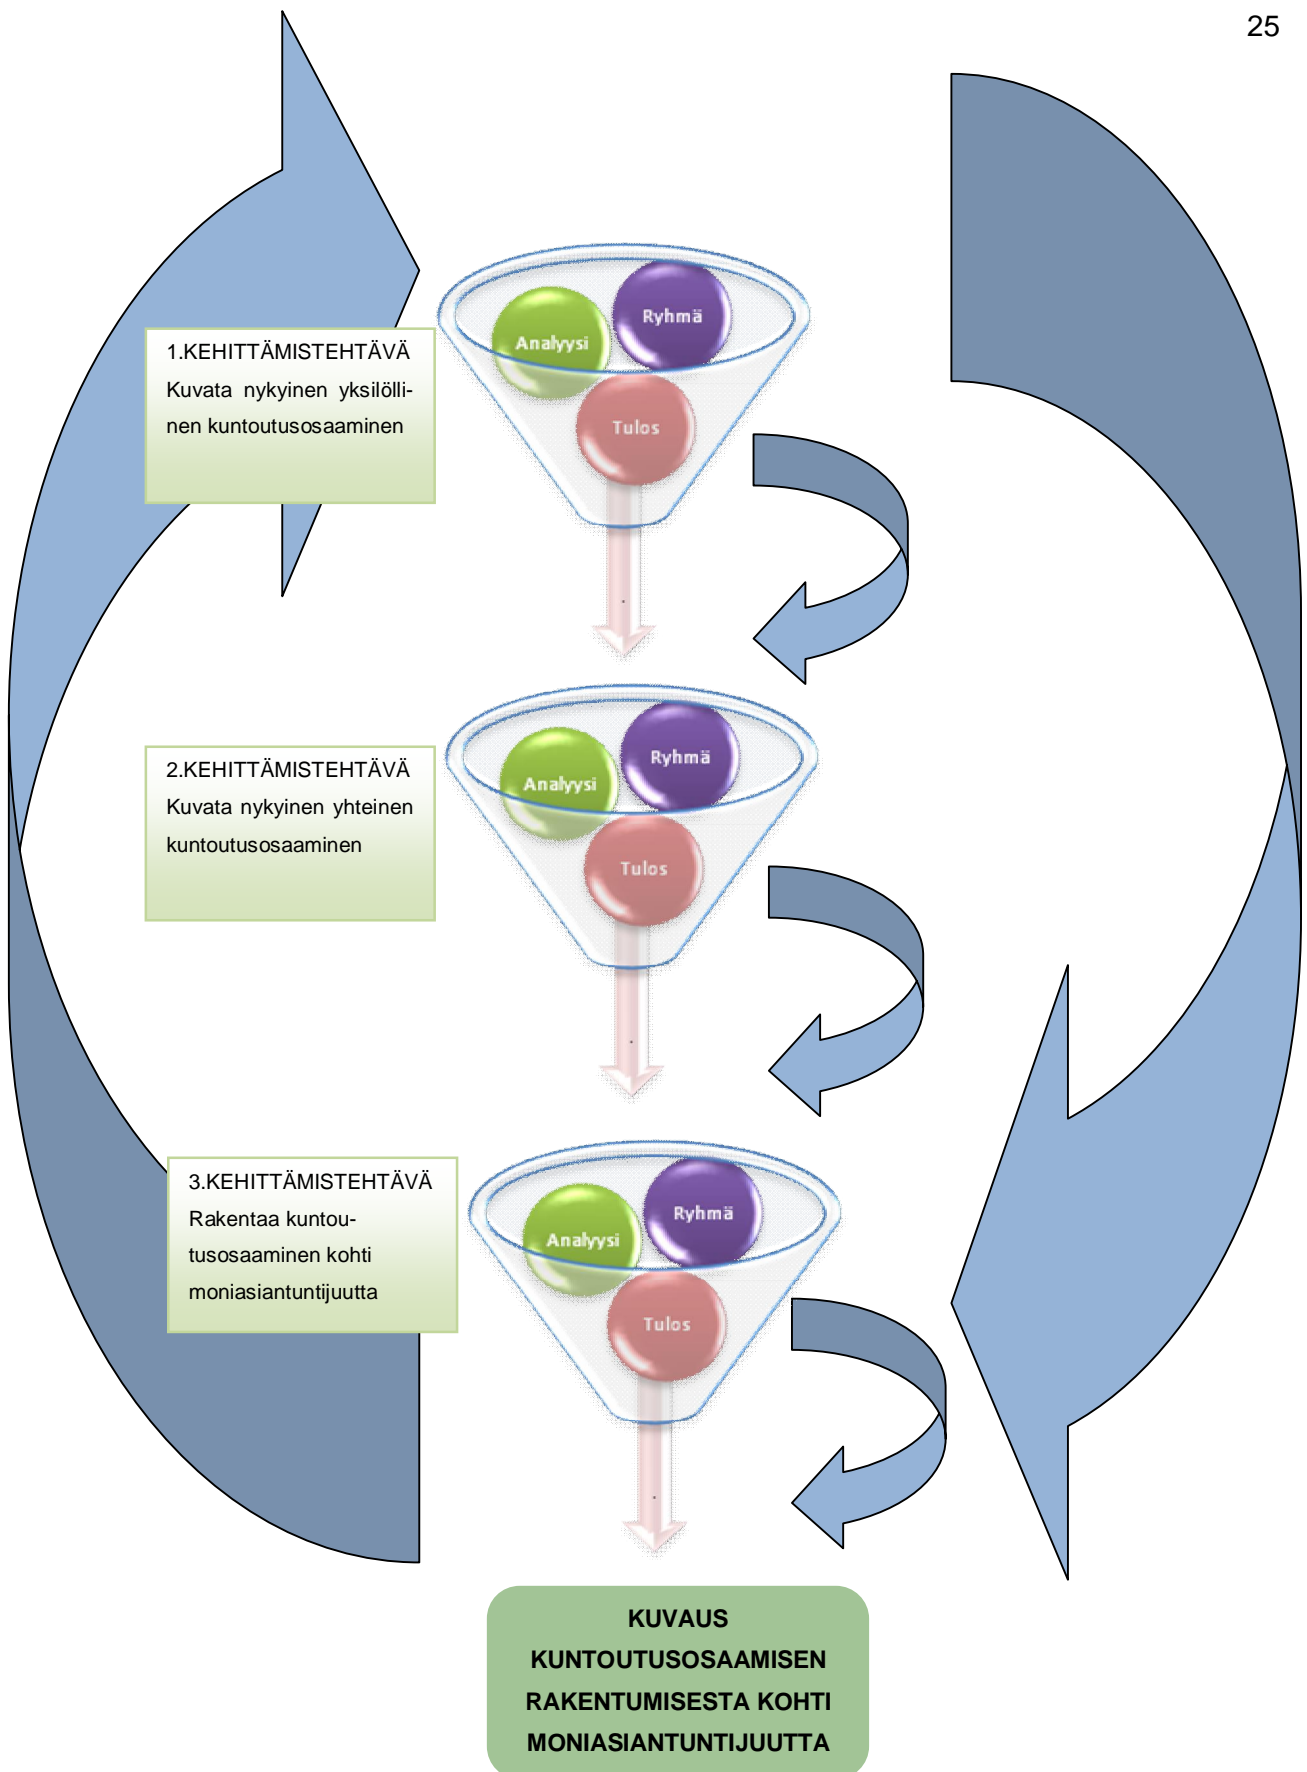 25
Ryhmä
Analyysi
Tulos
1.KEHITTÄMISTEHTÄVÄ
Kuvata nykyinen yksilölli-
nen kuntoutusosaaminen
Ryhmä
Analyysi
Tulos
2.KEHITTÄMISTEHTÄVÄ
Kuvata nykyinen yhteinen
kuntoutusosaaminen
Ryhmä
Analyysi
Tulos
3.KEHITTÄMISTEHTÄVÄ
Rakentaa kuntou-
tusosaaminen kohti
moniasiantuntijuutta
KUVAUS
KUNTOUTUSOSAAMISEN
RAKENTUMISESTA KOHTI
MONIASIANTUNTIJUUTTA